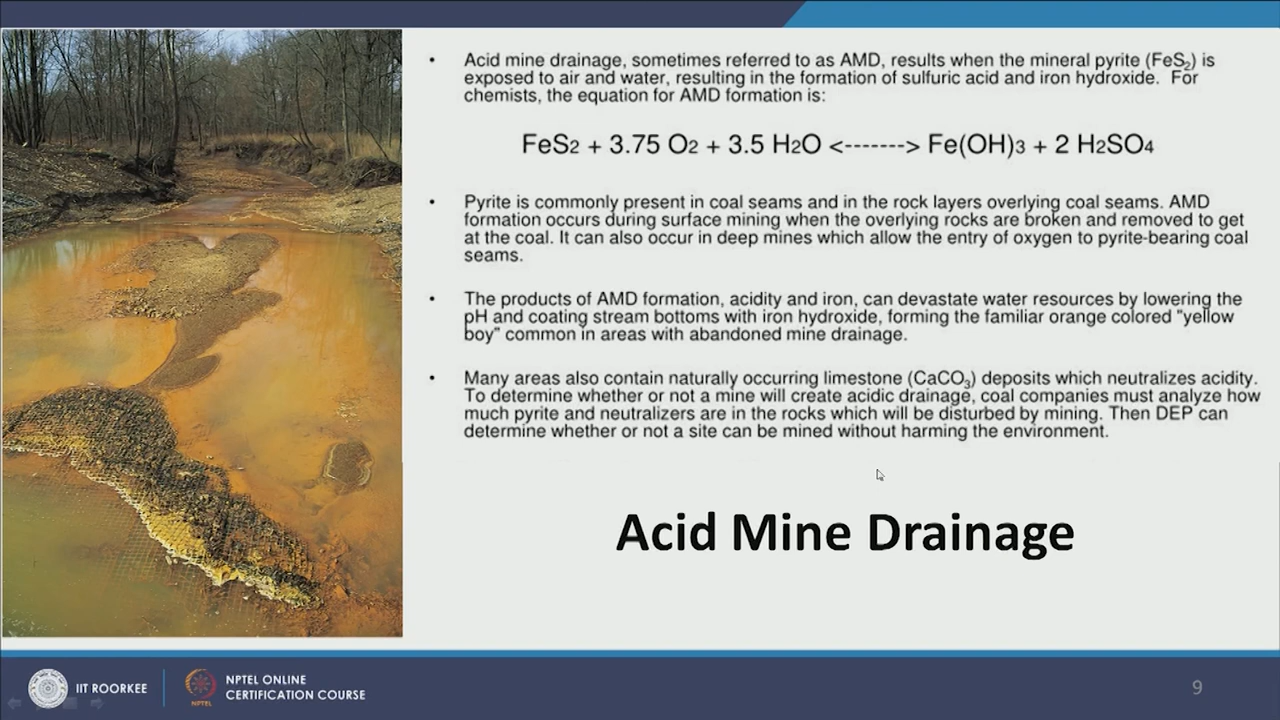 • Acid mine drainage, sometimes referred to as AMD, results when the mineral pyrite (FeS2) is
exposed to air and water, resulting in the formation of sulfuric acid and iron hydroxide. For
chemists, the equation for AMD formation is:
FeS2 + 3.75 O2 + 3.5 H2O <-------> Fe(OH)3 + 2 H2SO4
• Pyrite is commonly present in coal seams and in the rock layers overlying coal seams. AMD
formation occurs during surface mining when the overlying rocks are broken and removed to get
at the coal. It can also occur in deep mines which allow the entry of oxygen to pyrite-bearing coal
seams.
• The products of AMD formation, acidity and iron, can devastate water resources by lowering the
pH and coating stream bottoms with iron hydroxide, forming the familiar orange colored "yellow
boy" common in areas with abandoned mine drainage.
• Many areas also contain naturally occurring limestone (CaCO3) deposits which neutralizes acidity.
To determine whether or not a mine will create acidic drainage, coal companies must analyze how
much pyrite and neutralizers are in the rocks which will be disturbed by mining. Then DEP can
determine whether or not a site can be mined without harming the environment.
Acid Mine Drainage
IIT ROORKEE
NPTEL
NPTEL ONLINE
CERTIFICATION COURSE
9